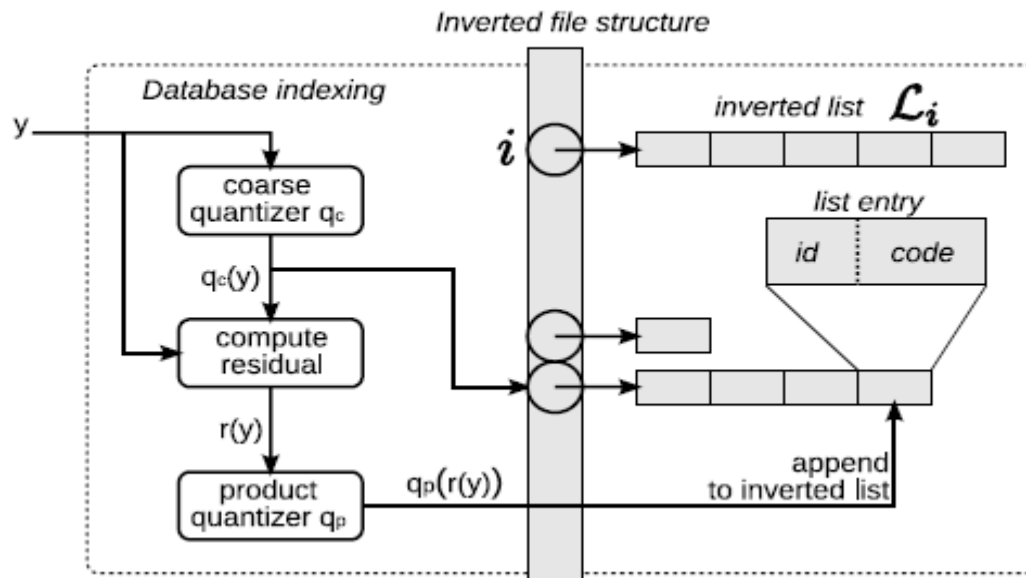 Inverted file structure
Database indexing
inverted list 𝓛ᵢ
y
i
coarse
quantizer qc
list entry
id
code
qc(y)
compute
residual
r(y)
append
to inverted list
qp(r(y))
product
quantizer qp